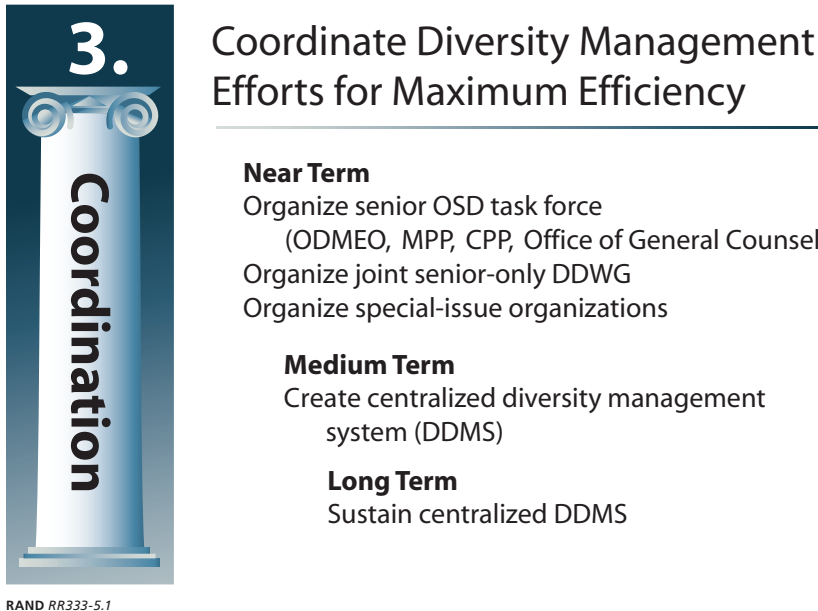 3.
Coordination
Coordinate Diversity Management
Efforts for Maximum Efficiency
Near Term
Organize senior OSD task force
(ODMEO, MPP, CPP, Office of General Counsel
Organize joint senior-only DDWG
Organize special-issue organizations
Medium Term
Create centralized diversity management
system (DDMS)
Long Term
Sustain centralized DDMS
RAND RR333-5.1